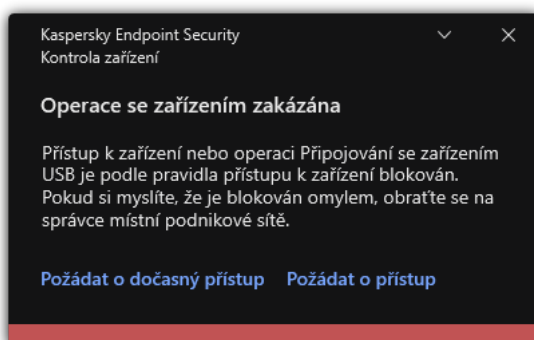 Kaspersky Endpoint Security
Kontrola zařízení
Operace se zařízením zakázána
Přístup k zařízení nebo operaci Připojování se zařízením
USB je podle pravidla přístupu k zařízení blokován.
Pokud si myslíte, že je blokován omylem, obraťte se na
správce místní podnikové sítě.
Požádat o dočasný přístup Požádat o přístup